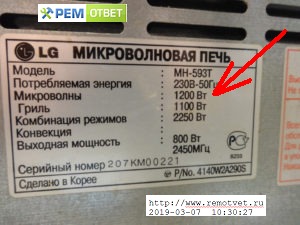 РЕМ ОТВЕТ
LG МИКРОВОЛНОВАЯ ПЕЧЬ
Модель : MH-593T
Потребляемая энергия : 230В-50Гц
Микроволны : 1200 Вт
Гриль : 1100 Вт
Комбинация режимов : 2250 Вт
Конвекция :
Выходная мощность : 800 Вт
2450МГц
Серийный номер 207KM00221
Сделано в Корее
P/No. 4140W2A290S
http://www.remotvet.ru
2019-03-07 10:30:27